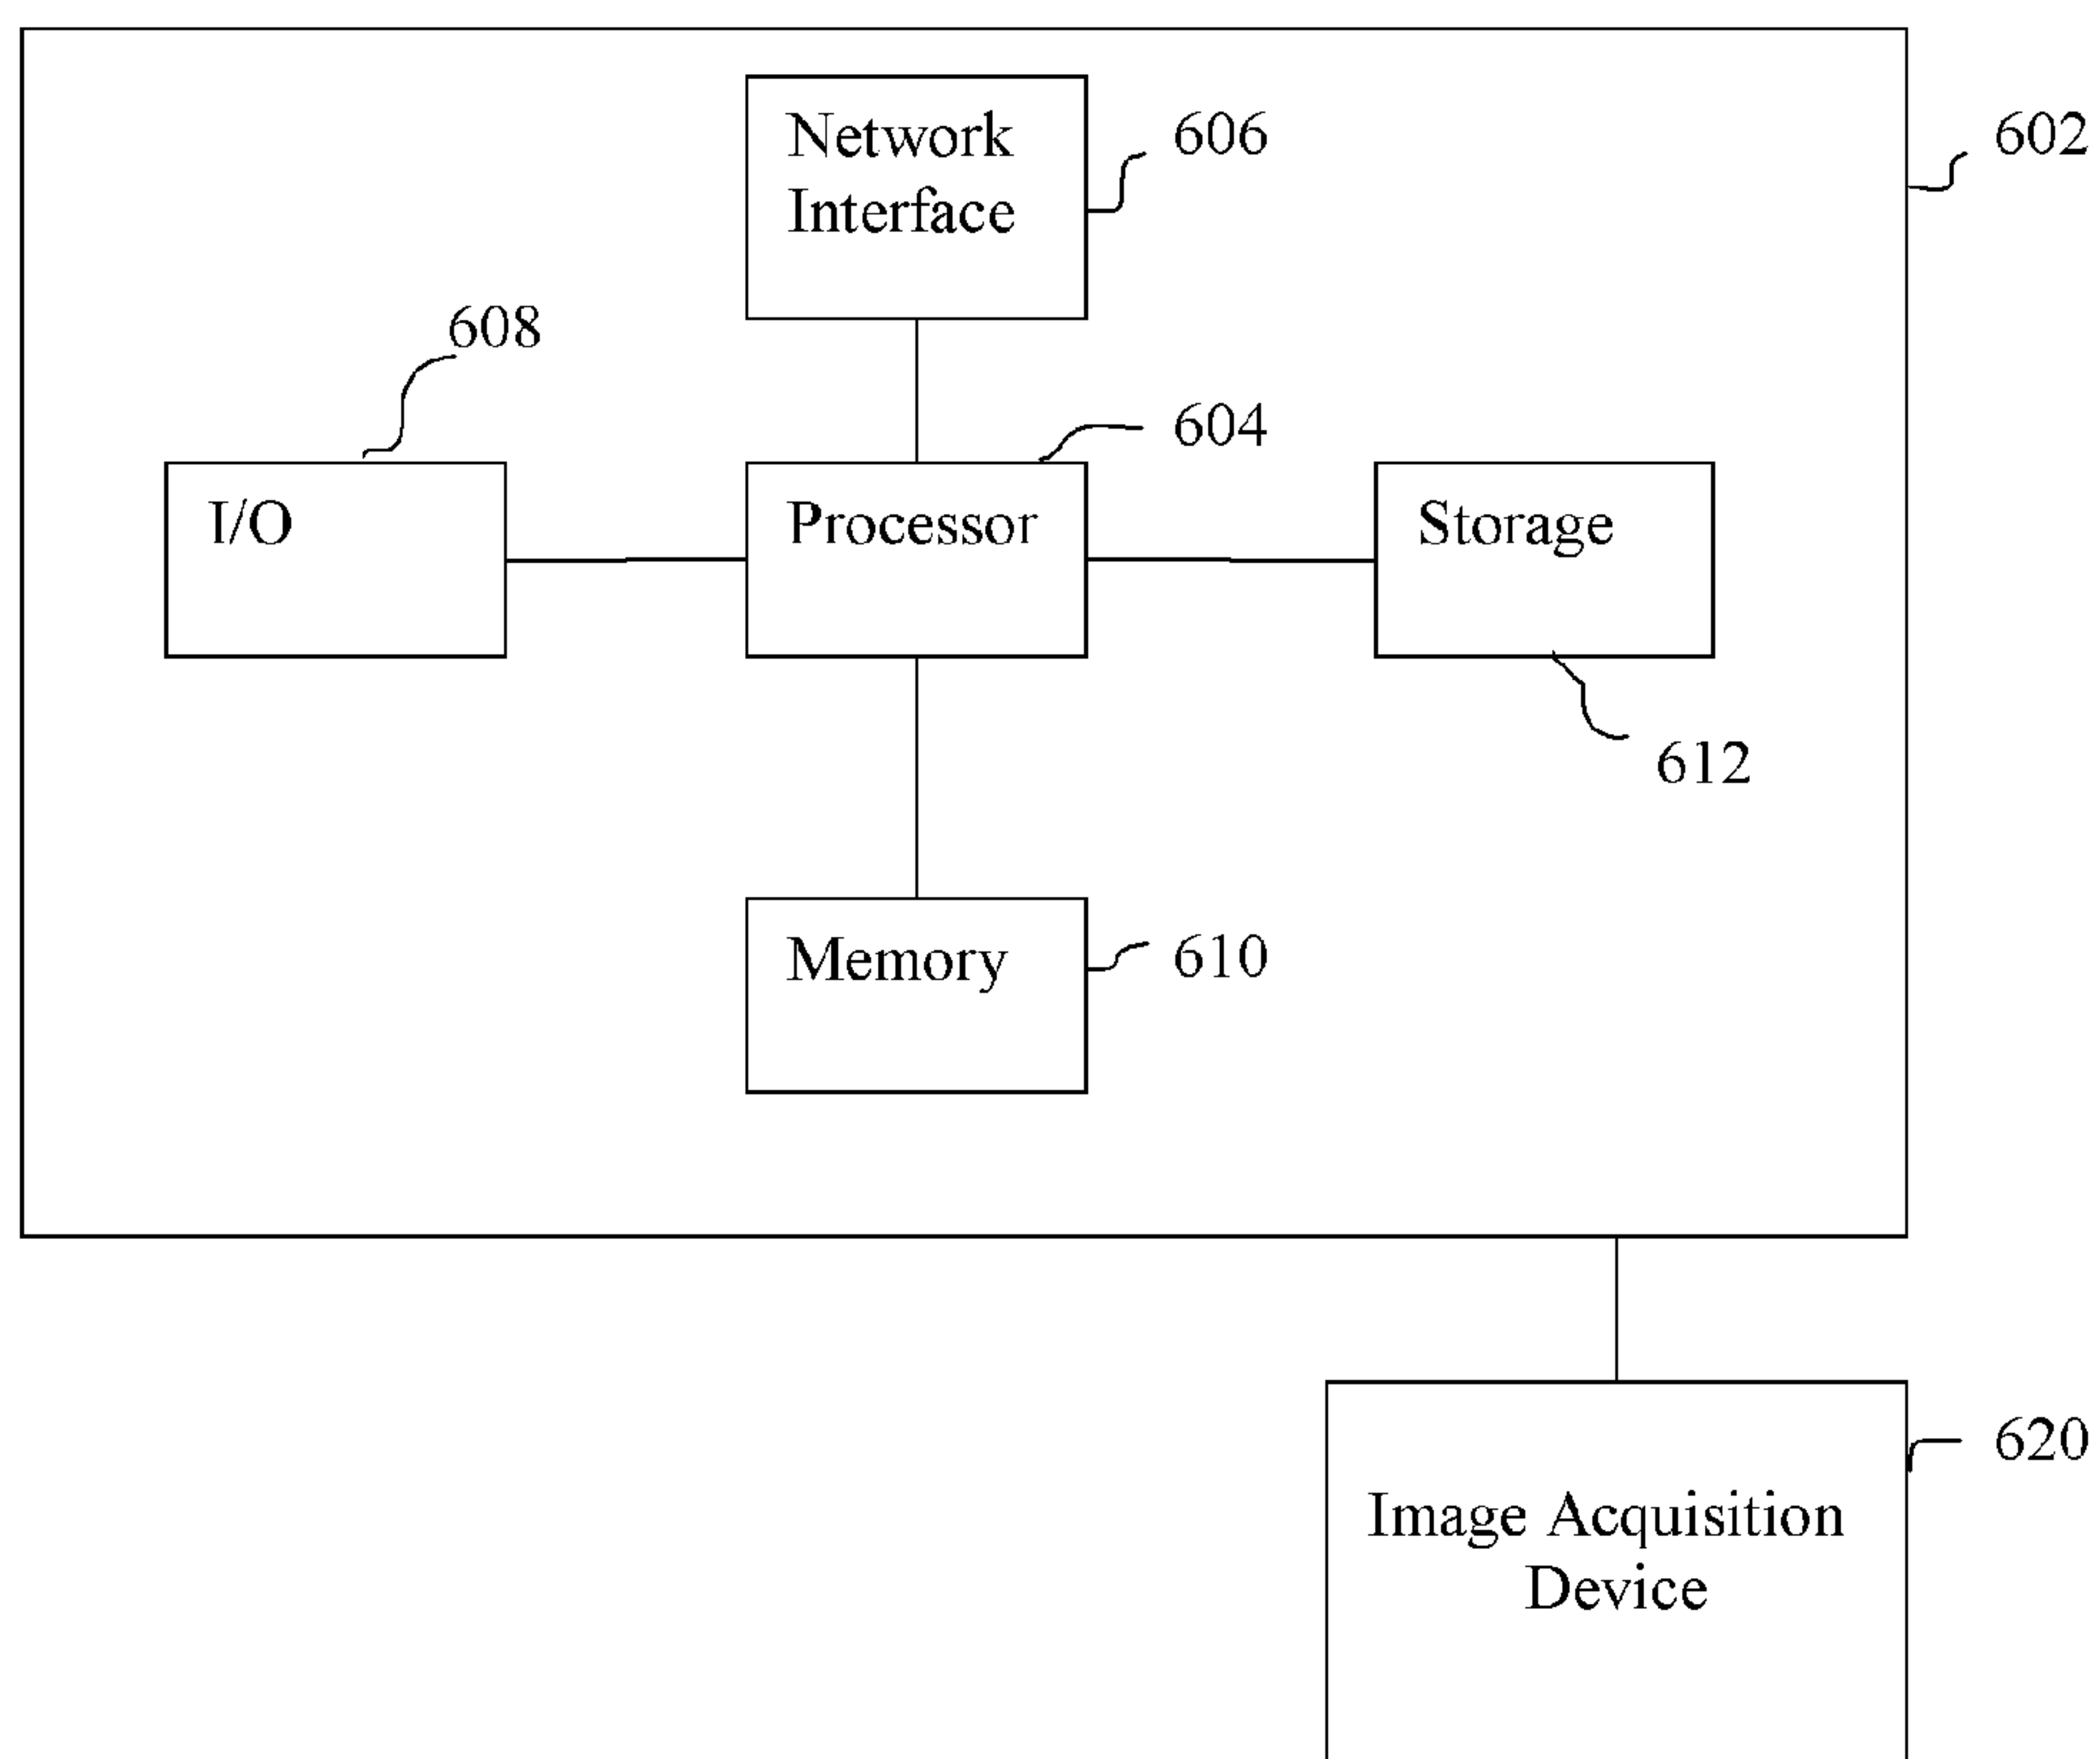 Network
Interface
606
602
608
604
I/O
Processor
Storage
612
Memory
610
620
Image Acquisition
Device